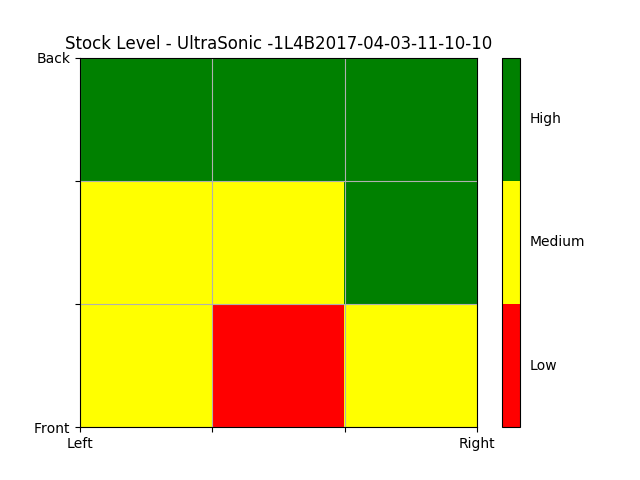 Stock Level - UltraSonic -1L4B2017-04-03-11-10-10
Back
High
Medium
Low
Front
Left
Right